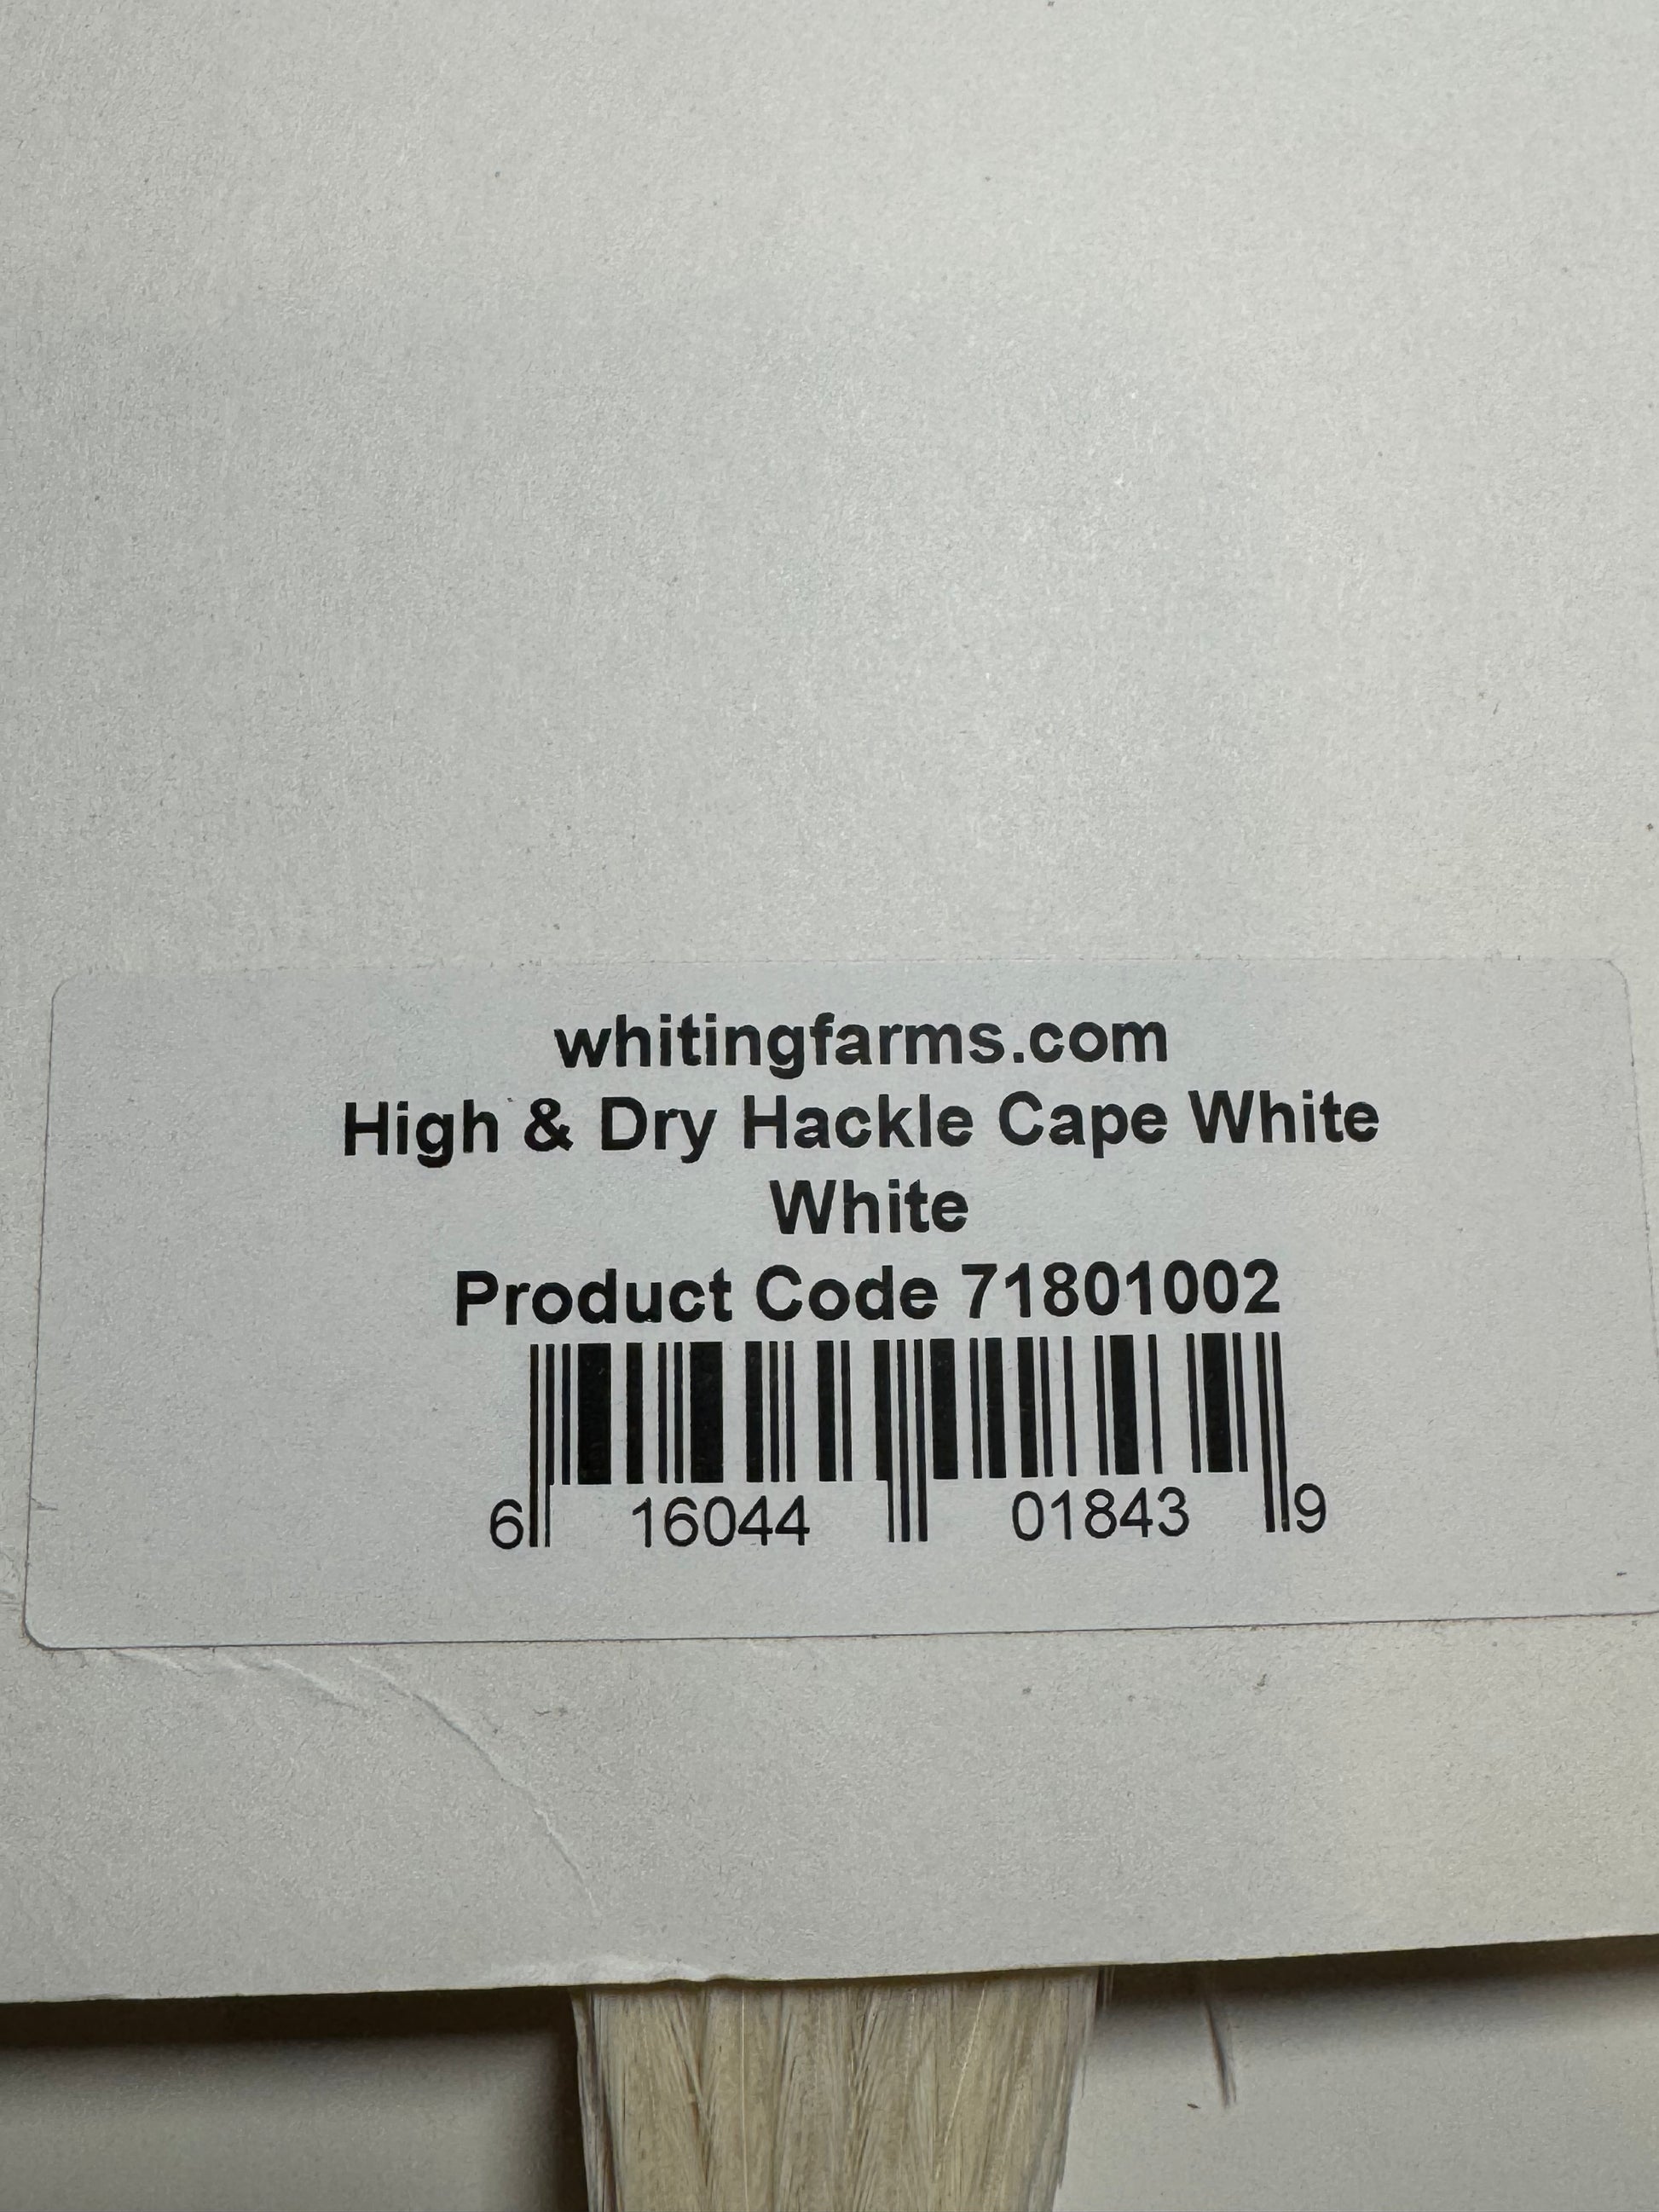 whitingfarms.com
High & Dry Hackle Cape White
White
Product Code 71801002
6 16044 01843 9